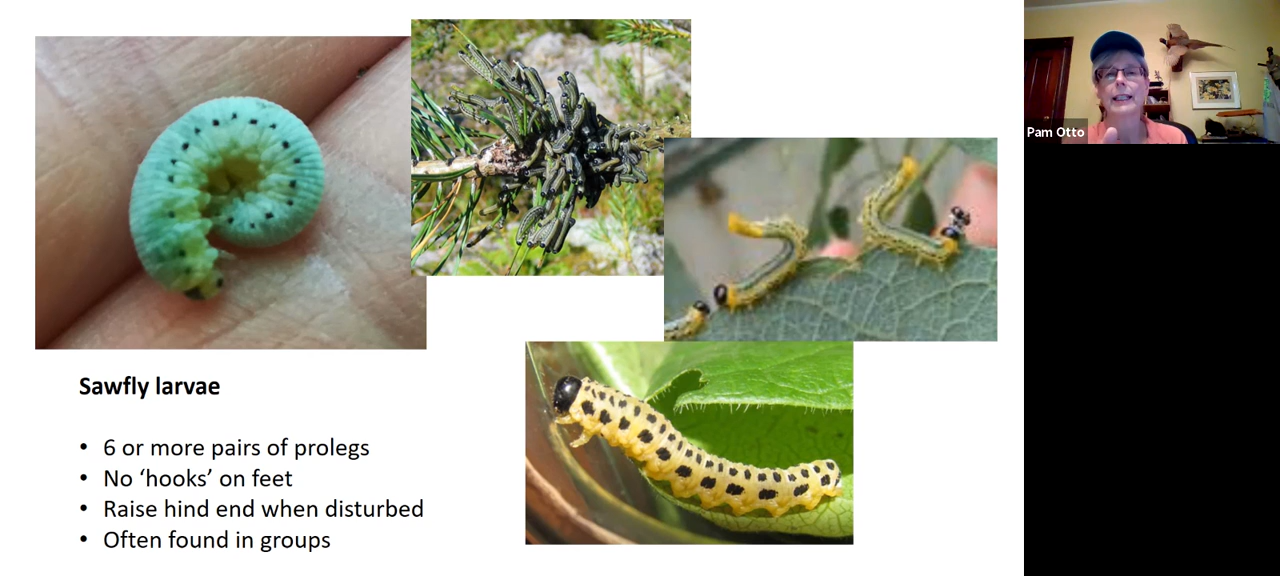 Pam Otto
Sawfly larvae
• 6 or more pairs of prolegs
• No ‘hooks’ on feet
• Raise hind end when disturbed
• Often found in groups